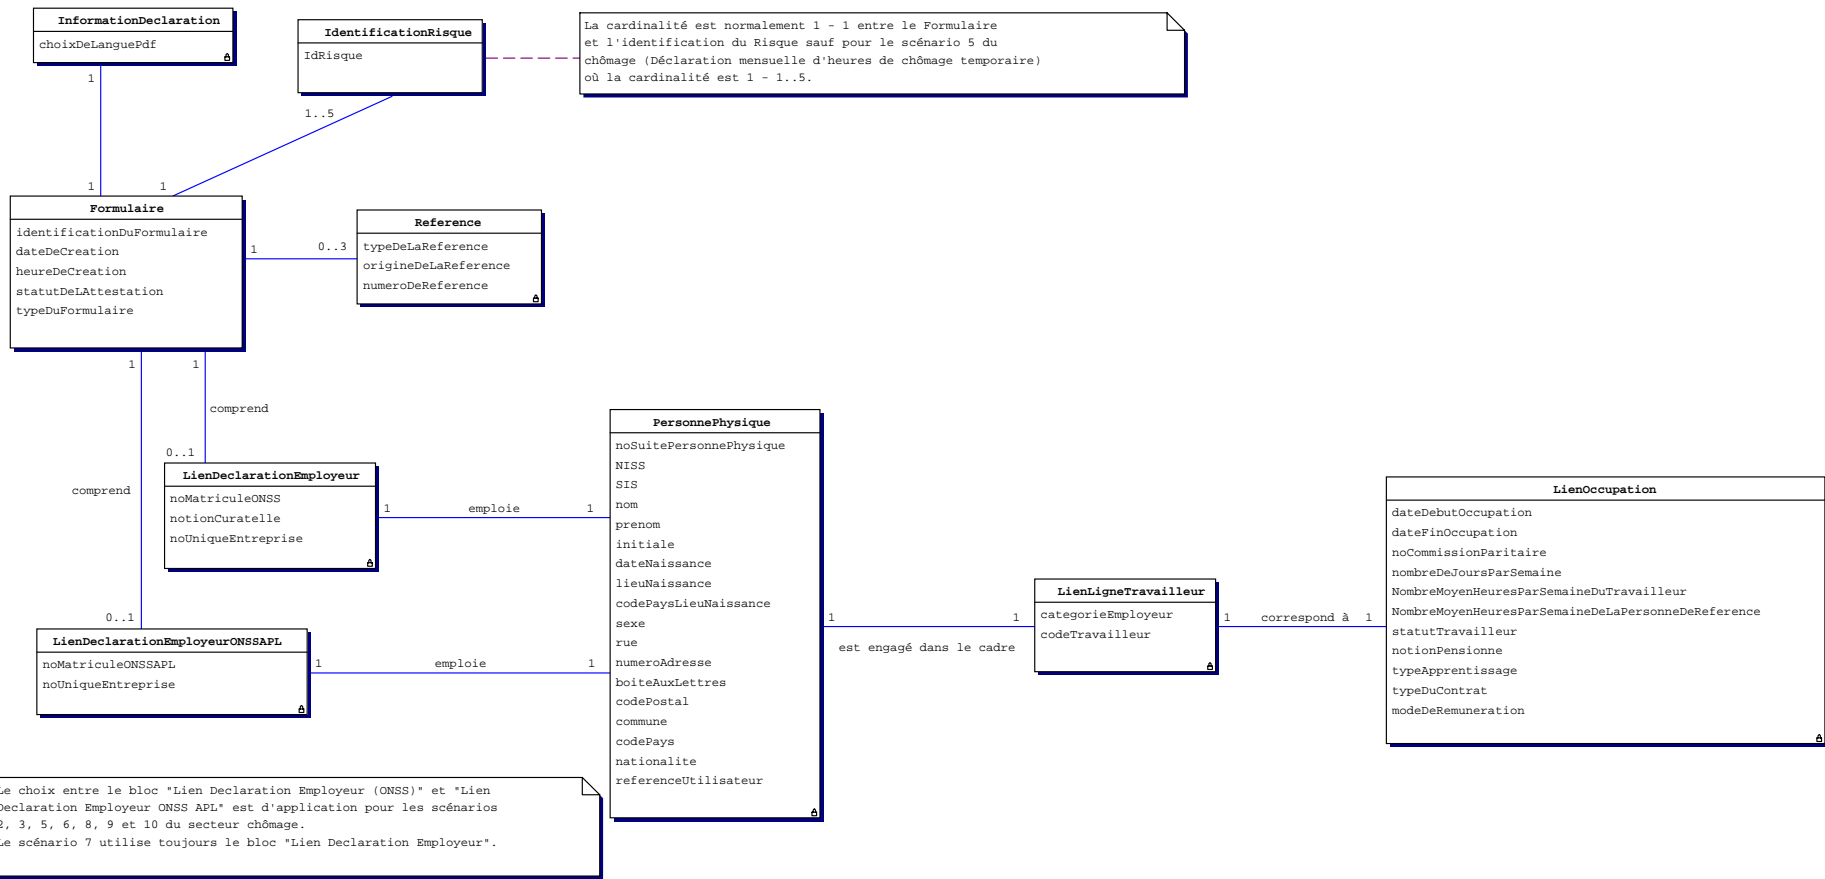 InformationDeclaration
choixDeLanguePdf
1
1
IdentificationRisque
IdRisque
1..5
1
La cardinalité est normalement 1 - 1 entre le Formulaire
et l'identification du Risque sauf pour le scénario 5 du
chômage (Déclaration mensuelle d'heures de chômage temporaire)
où la cardinalité est 1 - 1..5.
Formulaire
identificationDuFormulaire
dateDeCreation
heureDeCreation
statutDeLAttestation
typeDuFormulaire
1
0..3
Reference
typeDeLaReference
origineDeLaReference
numeroDeReference
1
1
comprend
0..1
comprend
0..1
LienDeclarationEmployeur
noMatriculeONSS
notionCuratelle
noUniqueEntreprise
1
emploie
1
LienDeclarationEmployeurONSSAPL
noMatriculeONSSAPL
noUniqueEntreprise
1
emploie
1
PersonnePhysique
noSuitePersonnePhysique
NISS
SIS
nom
prenom
initiale
dateNaissance
lieuNaissance
codePaysLieuNaissance
sexe
rue
numeroAdresse
boiteAuxLettres
codePostal
commune
codePays
nationalite
referenceUtilisateur
1
1
est engagé dans le cadre
LienLigneTravailleur
categorieEmployeur
codeTravailleur
1
correspond à
1
LienOccupation
dateDebutOccupation
dateFinOccupation
noCommissionParitaire
nombreDeJoursParSemaine
NombreMoyenHeuresParSemaineDuTravailleur
NombreMoyenHeuresParSemaineDeLaPersonneDeReference
statutTravailleur
notionPensionne
typeApprentissage
typeDuContrat
modeDeRemuneration
Le choix entre le bloc "Lien Declaration Employeur (ONSS)" et "Lien
Declaration Employeur ONSS APL" est d'application pour les scénarios
2, 3, 5, 6, 8, 9 et 10 du secteur chômage.
Le scénario 7 utilise toujours le bloc "Lien Declaration Employeur".